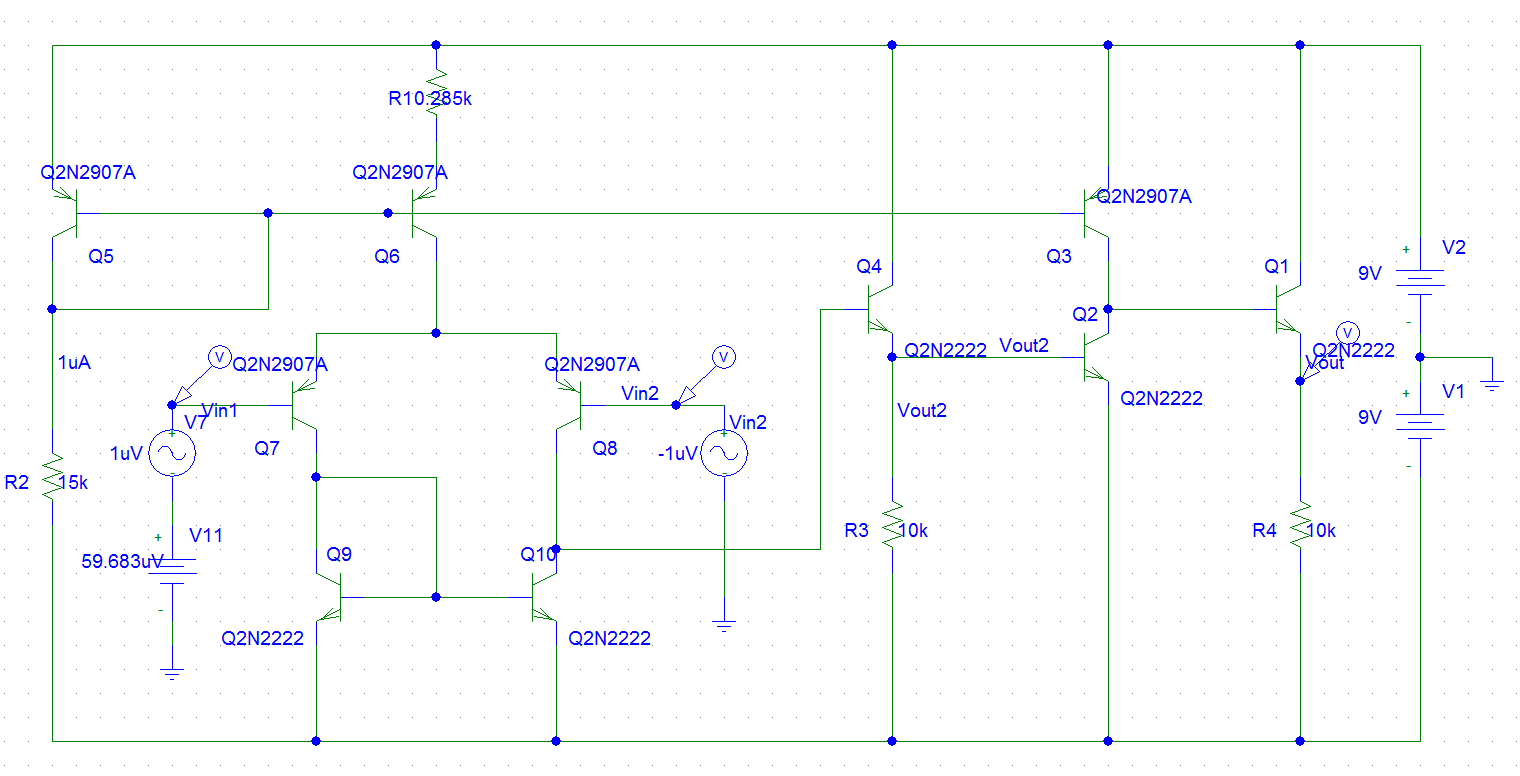 R10.285k
Q2N2907A
Q2N2907A
Q2N2907A
Q5
Q6
Q3
Q4
Q1
V2
+
9V
-
Q2
1uA
V
Q2N2907A
Q2N2907A
Q2N2222
Vout2
V
Q2N2222
Vout
V
Vin1
V7
+
1uV
-
Q7
Vin2
Vin2
+
-1uV
-
Q8
Vout2
Q2N2222
V1
+
9V
-
R2
15k
V11
+
59.683uV
-
Q9
Q10
R3
10k
R4
10k
Q2N2222
Q2N2222